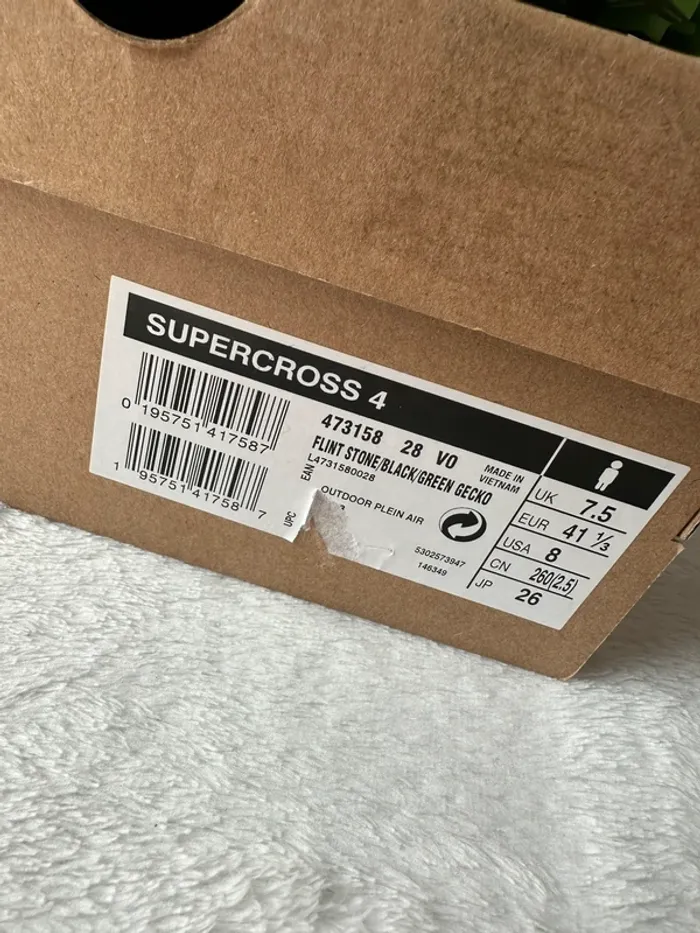 SUPERCROSS 4
0 195751 417587
1 95751 41758 7
EAN
UPC
473158 28 V0
FLINT STONE/BLACK/GREEN GECKO
L4731580028
MADE IN
VIETNAM
OUTDOOR PLEIN AIR
5302573947
146349
UK 7.5
EUR 41 ⅓
USA 8
CN 260(2.5)
JP 26